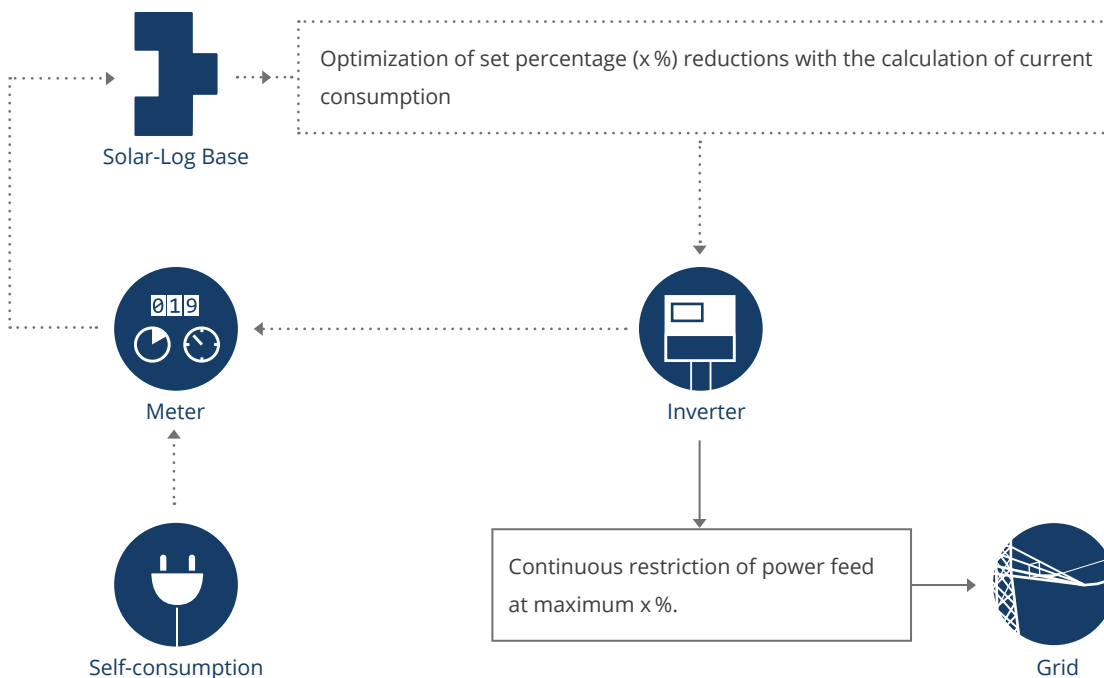 Optimization of set percentage (x %) reductions with the calculation of current
consumption
Solar-Log Base
019
Meter
Inverter
Continuous restriction of power feed
at maximum x %.
Self-consumption
Grid